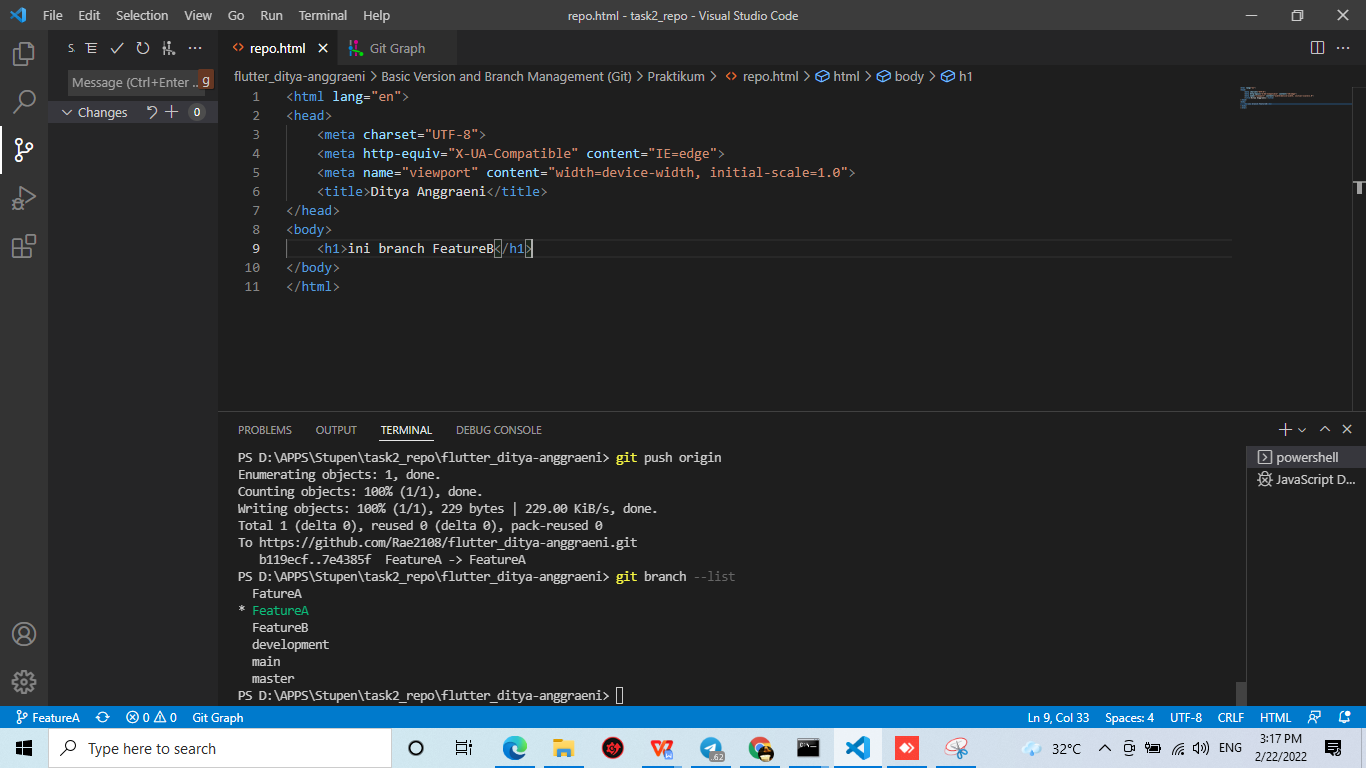 File Edit Selection View Go Run Terminal Help
repo.html - task2_repo - Visual Studio Code
S.
repo.html
Git Graph
Message (Ctrl+Enter ..
g
Changes
0
flutter_ditya-anggraeni > Basic Version and Branch Management (Git) > Praktikum > repo.html > html > body > h1
1 <html lang="en">
2 <head>
3 <meta charset="UTF-8">
4 <meta http-equiv="X-UA-Compatible" content="IE=edge">
5 <meta name="viewport" content="width=device-width, initial-scale=1.0">
6 <title>Ditya Anggraeni</title>
7 </head>
8 <body>
9 <h1>ini branch FeatureB</h1>
10 </body>
11 </html>
PROBLEMS OUTPUT TERMINAL DEBUG CONSOLE
PS D:\APPS\Stupen\task2_repo\flutter_ditya-anggraeni> git push origin
Enumerating objects: 1, done.
Counting objects: 100% (1/1), done.
Writing objects: 100% (1/1), 229 bytes | 229.00 KiB/s, done.
Total 1 (delta 0), reused 0 (delta 0), pack-reused 0
To https://github.com/Rae2108/flutter_ditya-anggraeni.git
b119ecf..7e4385f FeatureA -> FeatureA
PS D:\APPS\Stupen\task2_repo\flutter_ditya-anggraeni> git branch --list
FatureA
* FeatureA
FeatureB
development
main
master
PS D:\APPS\Stupen\task2_repo\flutter_ditya-anggraeni>
powershell
JavaScript D...
FeatureA 0 0 Git Graph
Ln 9, Col 33 Spaces: 4 UTF-8 CRLF HTML
Type here to search
62
32°C
ENG
3:17 PM
2/22/2022